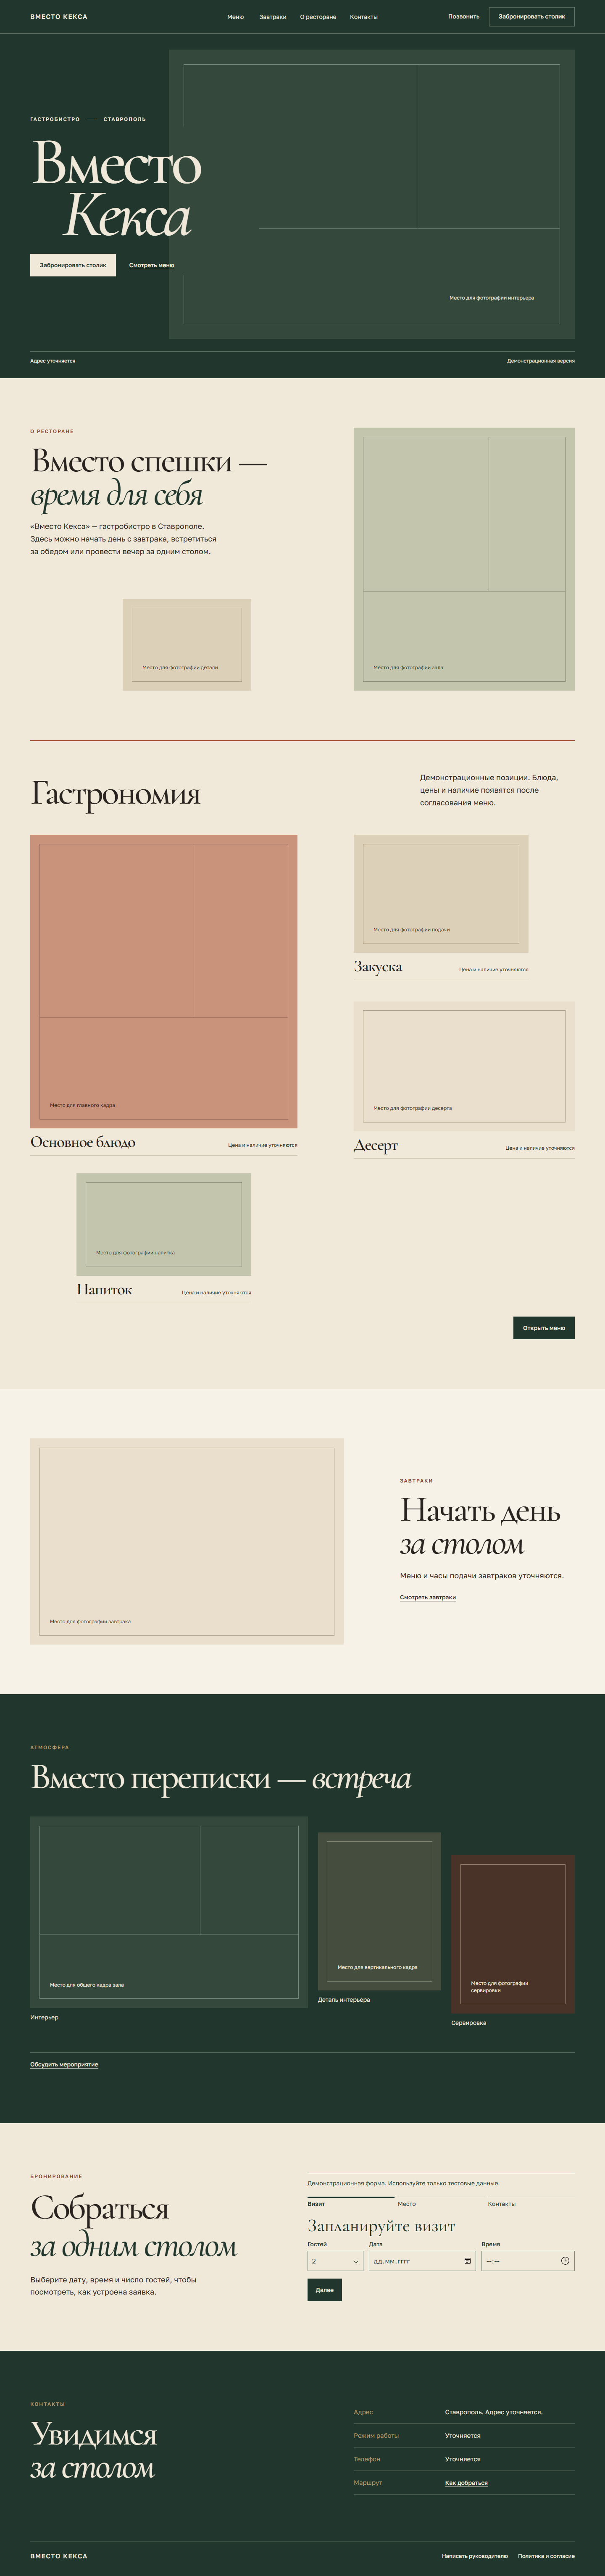 ВМЕСТО КЕКСА
Меню Завтраки О ресторане Контакты
Позвонить Забронировать столик
ГАСТРОБИСТРО — СТАВРОПОЛЬ
Вместо
Кекса
Забронировать столик Смотреть меню
Место для фотографии интерьера
Адрес уточняется Демонстрационная версия
О РЕСТОРАНЕ
Вместо спешки —
время для себя
«Вместо Кекса» — гастробистро в Ставрополе.
Здесь можно начать день с завтрака, встретиться
за обедом или провести вечер за одним столом.
Место для фотографии детали
Место для фотографии зала
Гастрономия
Демонстрационные позиции. Блюда,
цены и наличие появятся после
согласования меню.
Место для главного кадра
Основное блюдо Цена и наличие уточняются
Место для фотографии подачи
Закуска Цена и наличие уточняются
Место для фотографии десерта
Десерт Цена и наличие уточняются
Место для фотографии напитка
Напиток Цена и наличие уточняются
Открыть меню
Место для фотографии завтрака
ЗАВТРАКИ
Начать день
за столом
Меню и часы подачи завтраков уточняются.
Смотреть завтраки
АТМОСФЕРА
Вместо переписки — встреча
Место для общего кадра зала
Интерьер
Место для вертикального кадра
Деталь интерьера
Место для фотографии
сервировки
Сервировка
Обсудить мероприятие
БРОНИРОВАНИЕ
Собраться
за одним столом
Выберите дату, время и число гостей, чтобы
посмотреть, как устроена заявка.
Демонстрационная форма. Используйте только тестовые данные.
Визит Место Контакты
Запланируйте визит
Гостей Дата Время
2 дд.мм.гггг --:--
Далее
КОНТАКТЫ
Увидимся
за столом
Адрес Ставрополь. Адрес уточняется.
Режим работы Уточняется
Телефон Уточняется
Маршрут Как добраться
ВМЕСТО КЕКСА
Написать руководителю Политика и согласие